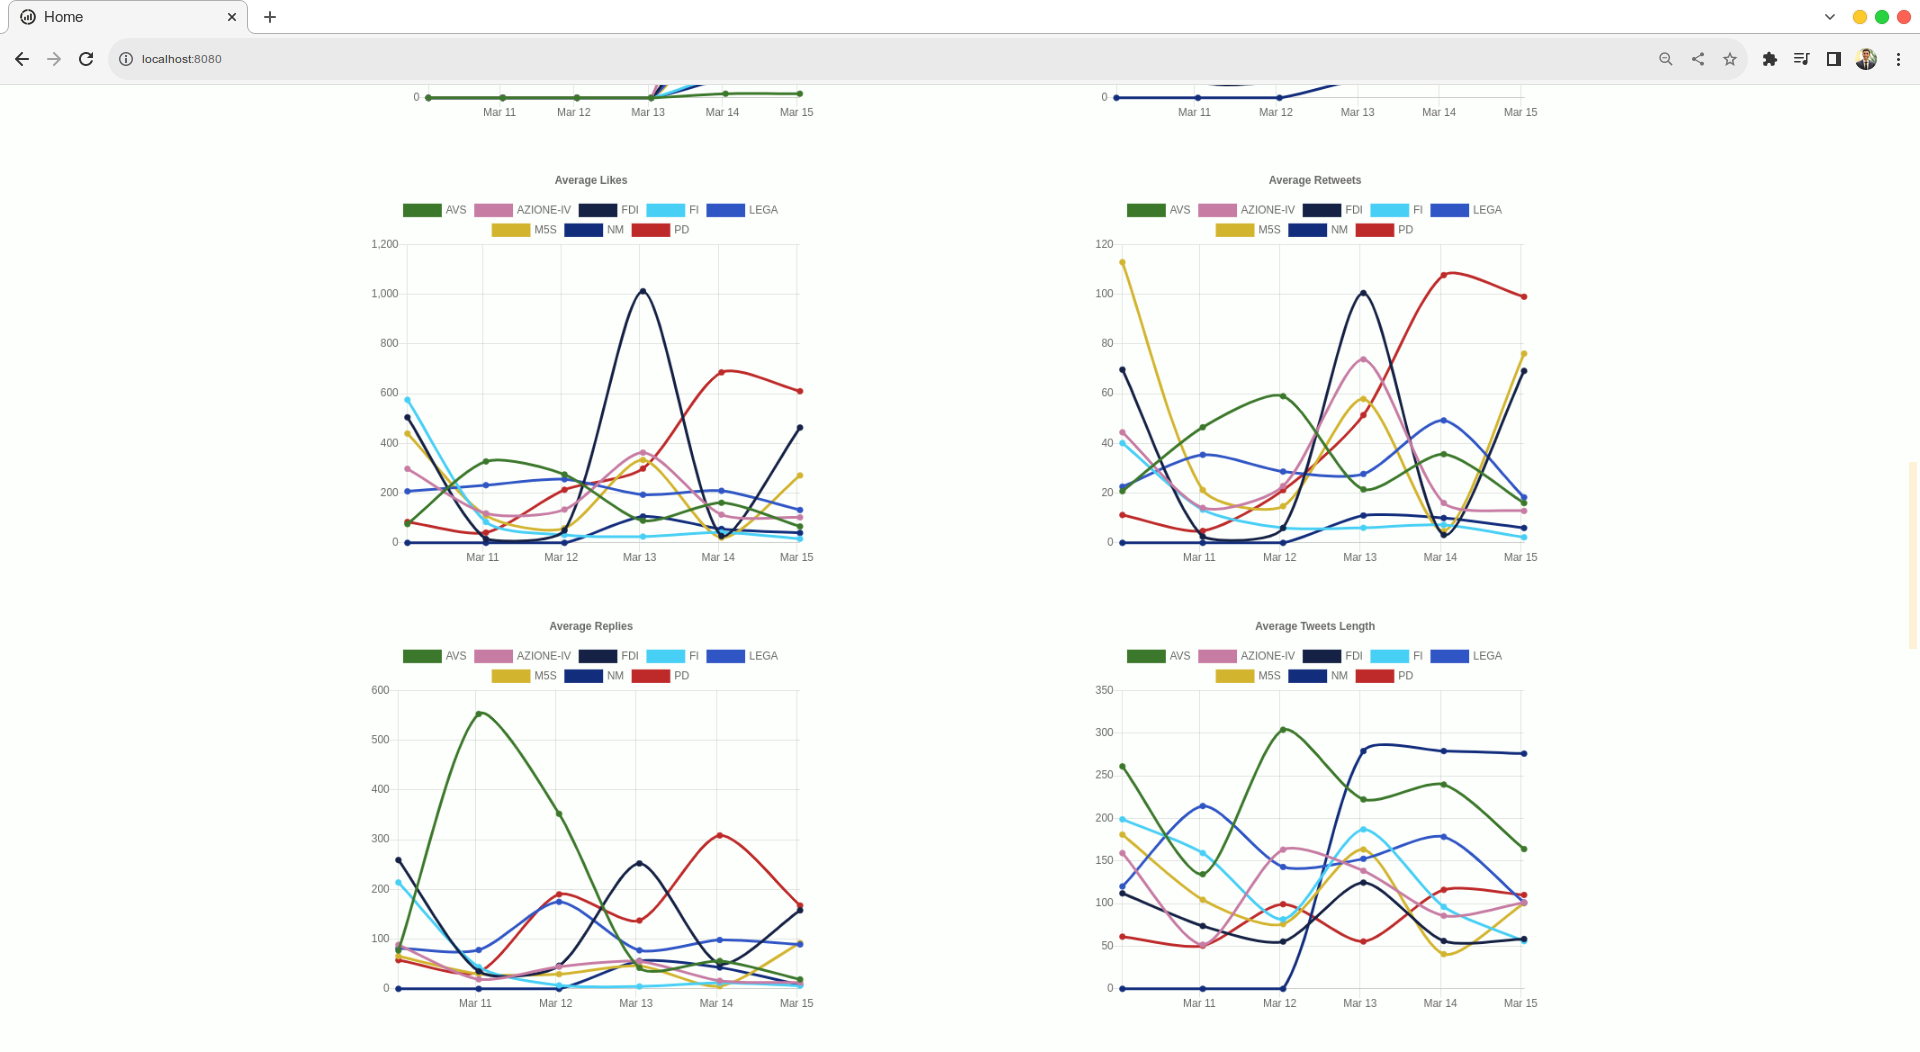 Home
localhost:8080
0
Mar 11 Mar 12 Mar 13 Mar 14 Mar 15
0
Mar 11 Mar 12 Mar 13 Mar 14 Mar 15
Average Likes
AVS AZIONE-IV FDI FI LEGA
M5S NM PD
1,200
1,000
800
600
400
200
0
Mar 11 Mar 12 Mar 13 Mar 14 Mar 15
Average Retweets
AVS AZIONE-IV FDI FI LEGA
M5S NM PD
120
100
80
60
40
20
0
Mar 11 Mar 12 Mar 13 Mar 14 Mar 15
Average Replies
AVS AZIONE-IV FDI FI LEGA
M5S NM PD
600
500
400
300
200
100
0
Mar 11 Mar 12 Mar 13 Mar 14 Mar 15
Average Tweets Length
AVS AZIONE-IV FDI FI LEGA
M5S NM PD
350
300
250
200
150
100
50
0
Mar 11 Mar 12 Mar 13 Mar 14 Mar 15